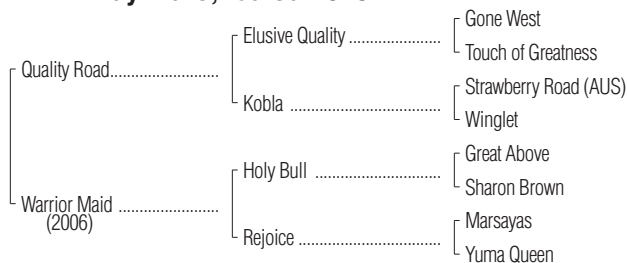 Gone West
Elusive Quality
Touch of Greatness
Quality Road
Strawberry Road (AUS)
Kobla
Winglet
Great Above
Holy Bull
Sharon Brown
Warrior Maid
(2006)
Marsayas
Rejoice
Yuma Queen